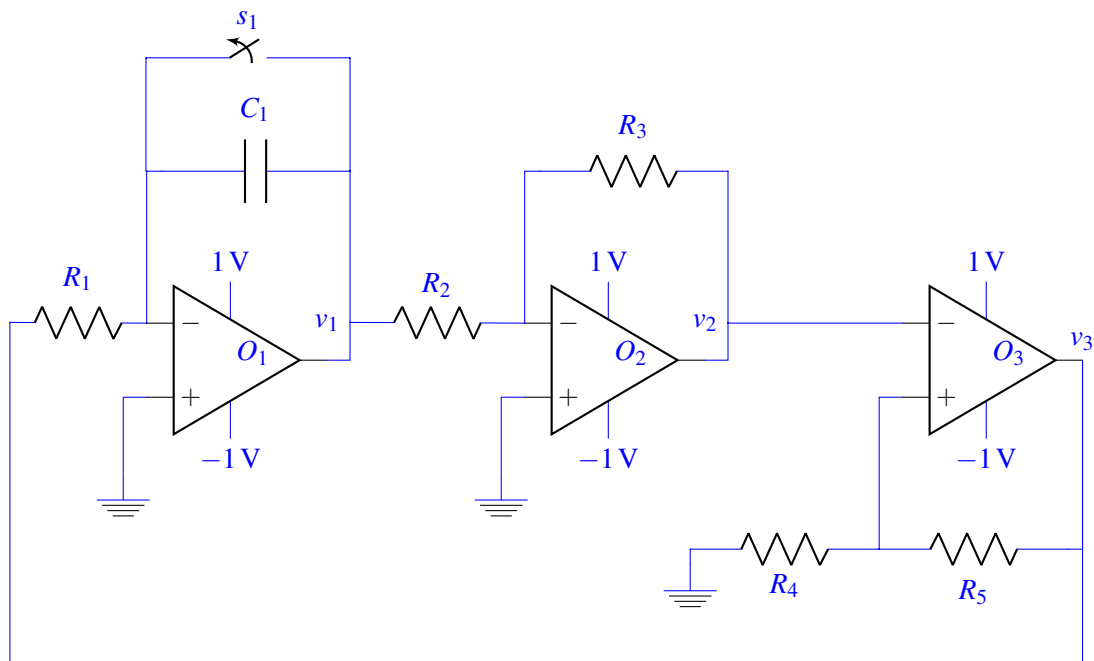 s₁
C₁
R₃
1 V
1 V
1 V
R₁
R₂
v₁
v₂
v₃
−
−
−
O₁
O₂
O₃
+
+
+
−1 V
−1 V
−1 V
R₄
R₅